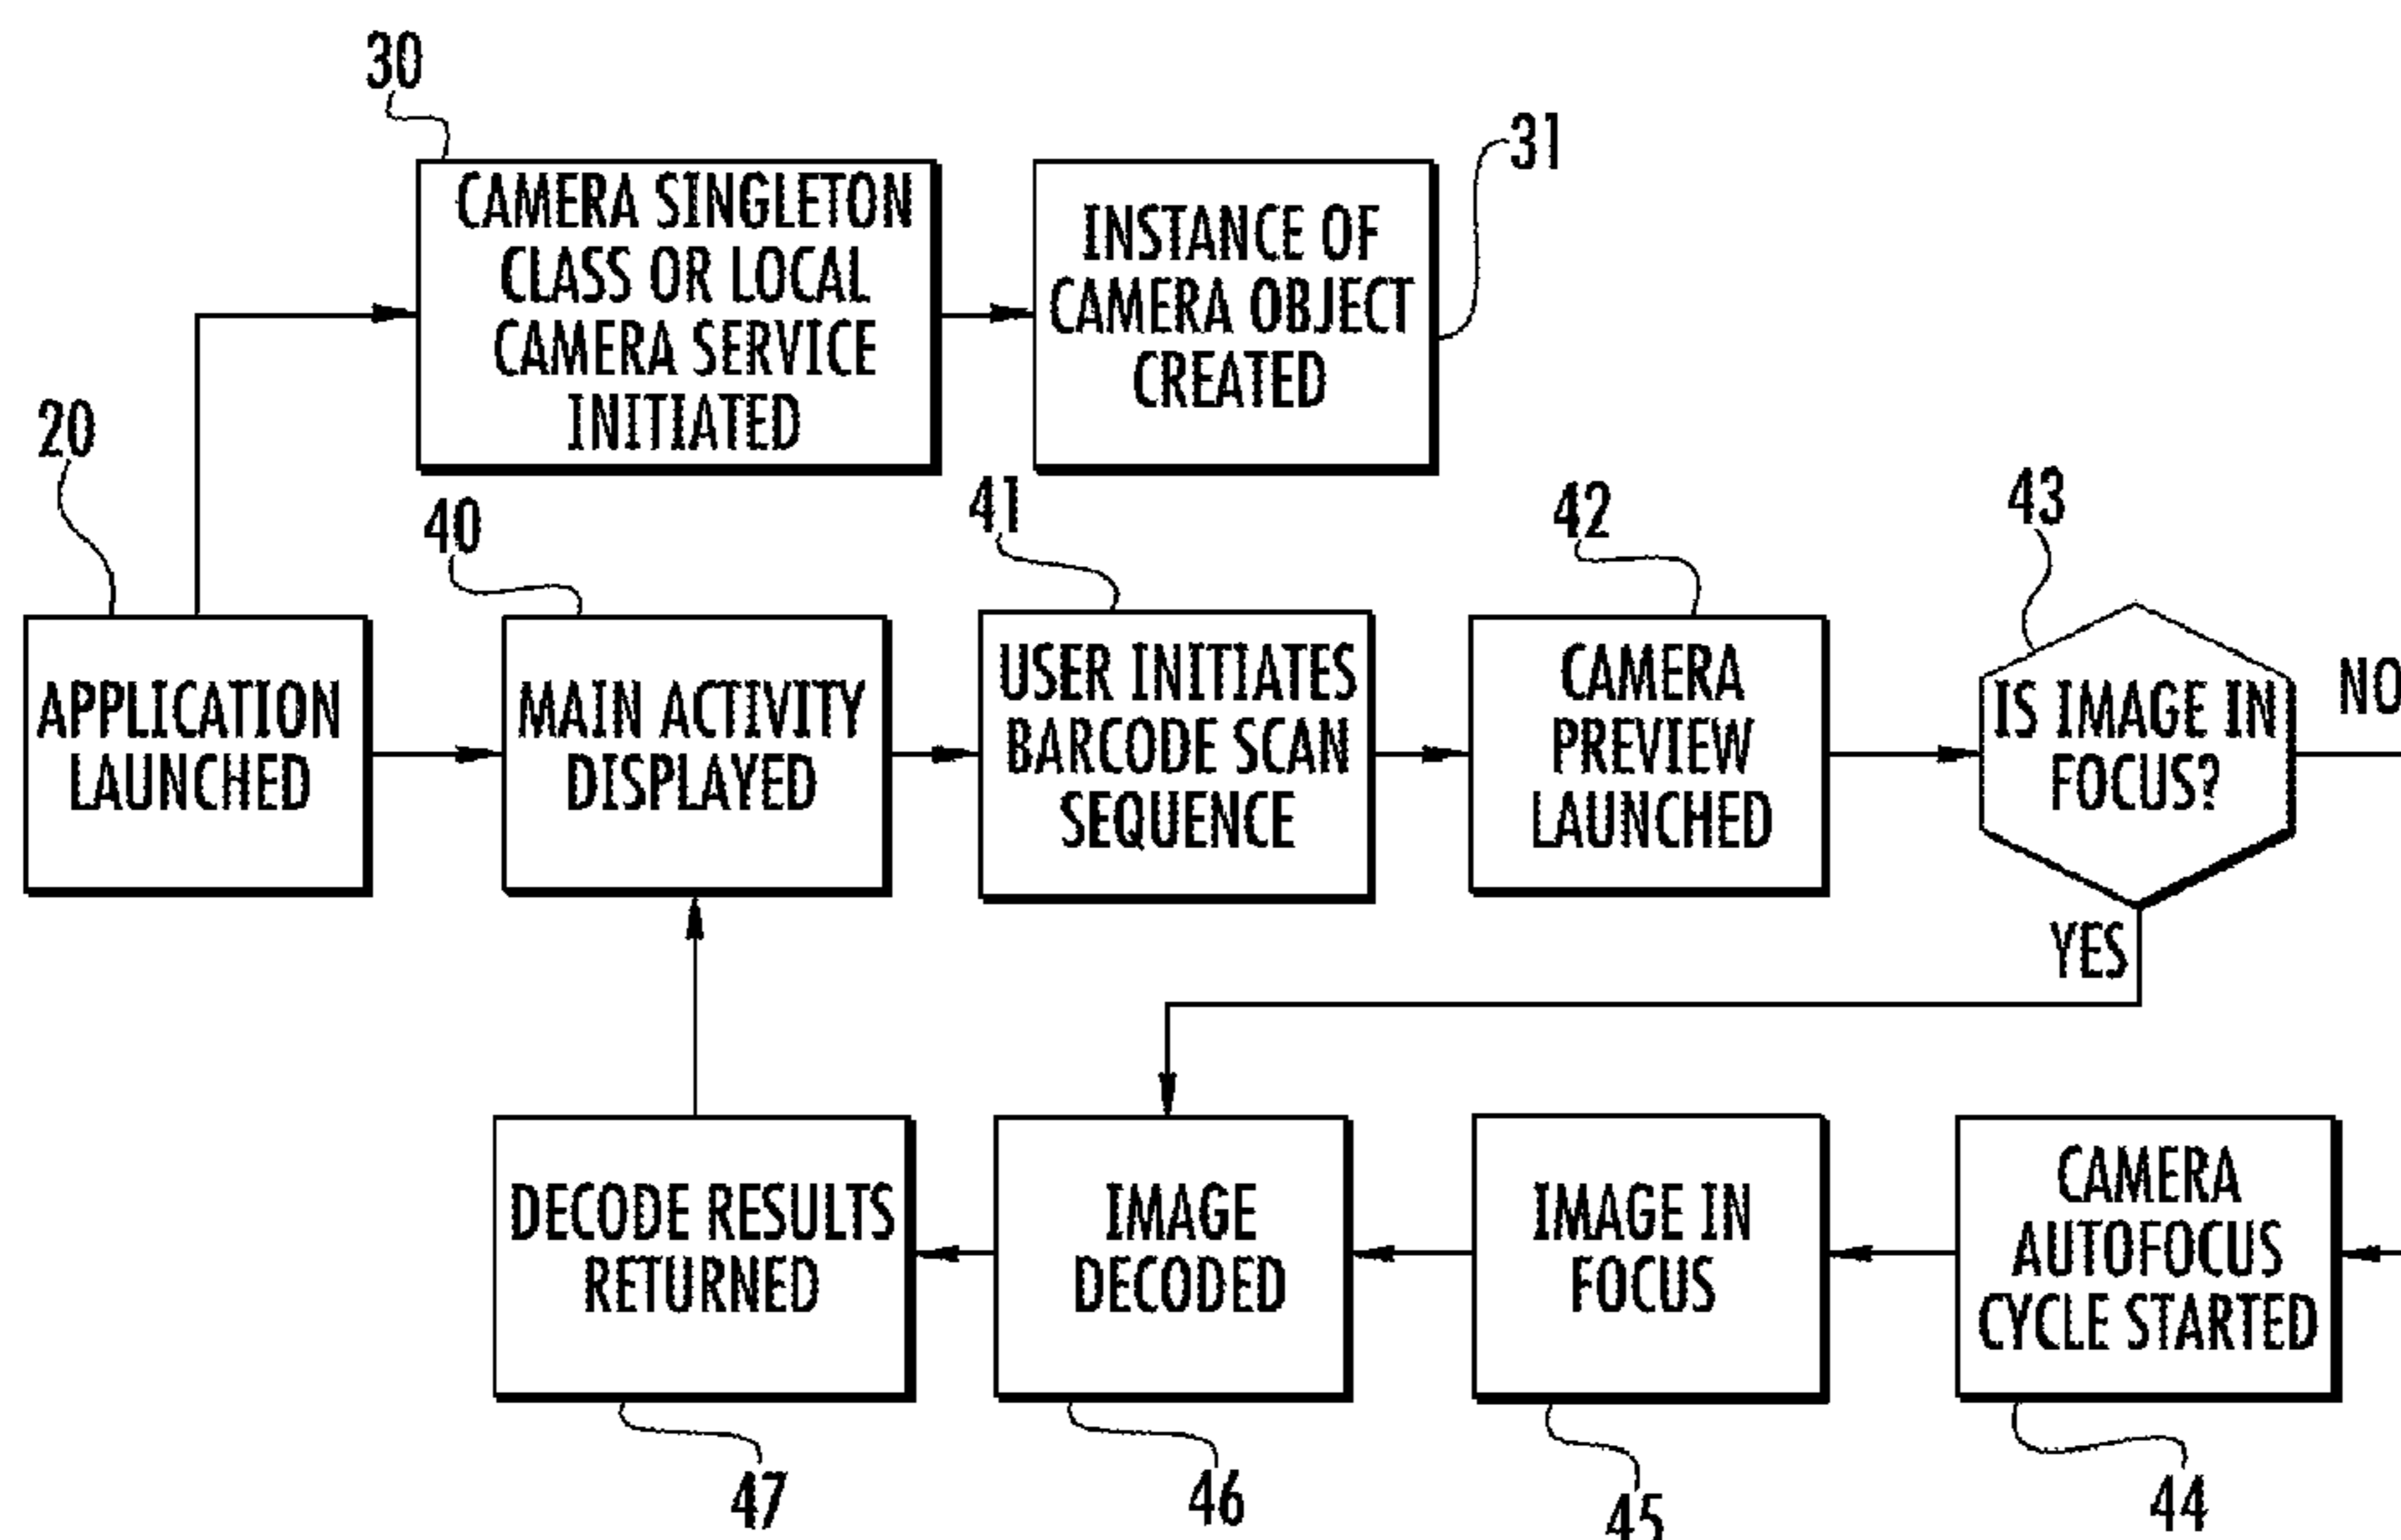 30
CAMERA SINGLETON
CLASS OR LOCAL
CAMERA SERVICE
INITIATED
INSTANCE OF
CAMERA OBJECT
CREATED
31
20
APPLICATION
LAUNCHED
40
MAIN ACTIVITY
DISPLAYED
41
USER INITIATES
BARCODE SCAN
SEQUENCE
42
CAMERA
PREVIEW
LAUNCHED
43
IS IMAGE IN
FOCUS?
NO
YES
DECODE RESULTS
RETURNED
47
IMAGE
DECODED
46
IMAGE IN
FOCUS
45
CAMERA
AUTOFOCUS
CYCLE STARTED
44